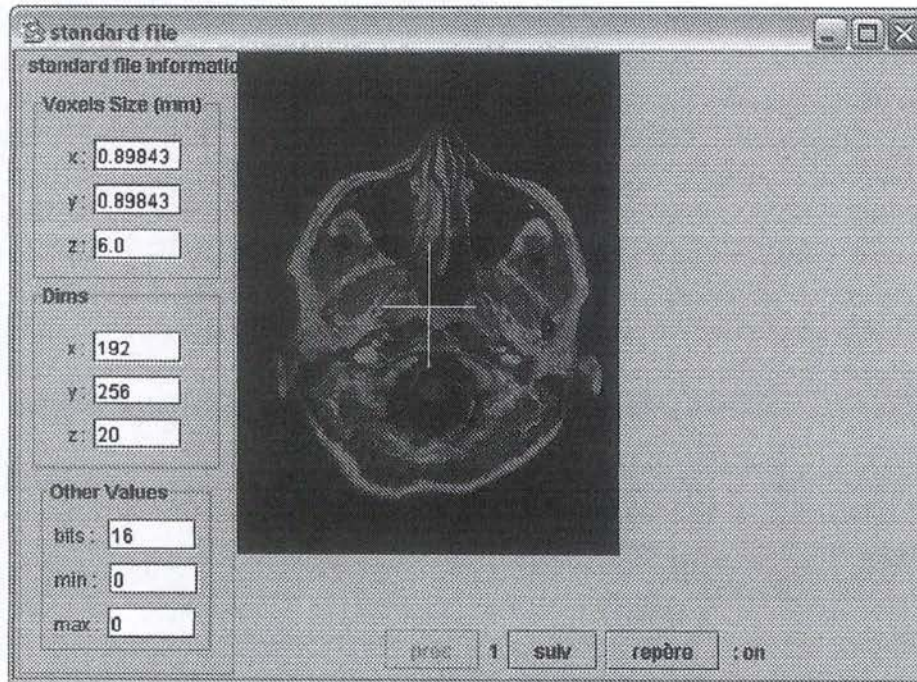 standard file
standard file informatio
Voxels Size (mm)
x: 0.89843
y: 0.89843
z: 6.0
Dims
x: 192
y: 256
z: 20
Other Values
bits: 16
min: 0
max: 0
prec 1 suiv repère : on